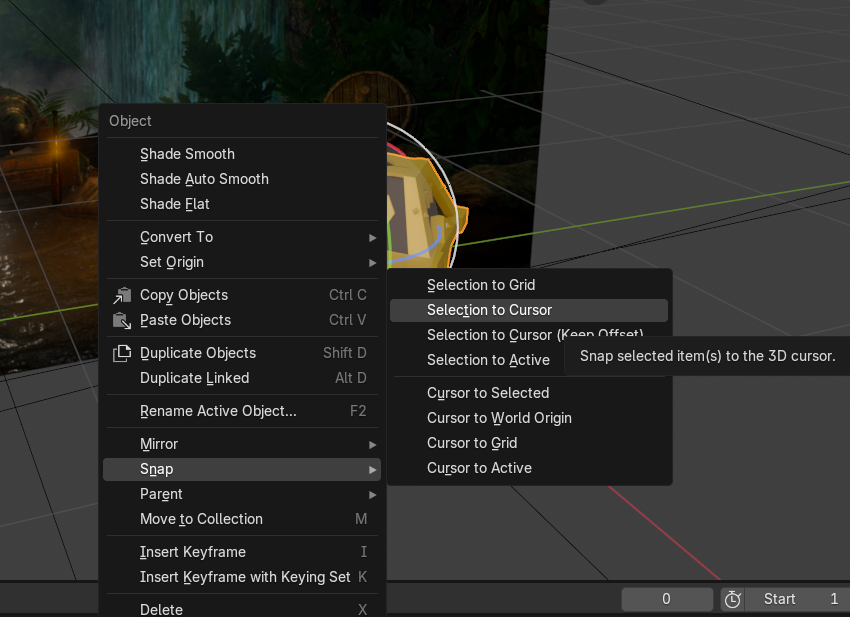 Object
Shade Smooth
Shade Auto Smooth
Shade Flat
Convert To
Set Origin
Copy Objects Ctrl C
Paste Objects Ctrl V
Duplicate Objects Shift D
Duplicate Linked Alt D
Rename Active Object... F2
Mirror
Snap
Parent
Move to Collection M
Insert Keyframe I
Insert Keyframe with Keying Set K
Delete X
Selection to Grid
Selection to Cursor
Selection to Cursor (Keep Offset)
Selection to Active
Snap selected item(s) to the 3D cursor.
Cursor to Selected
Cursor to World Origin
Cursor to Grid
Cursor to Active
0 Start 1